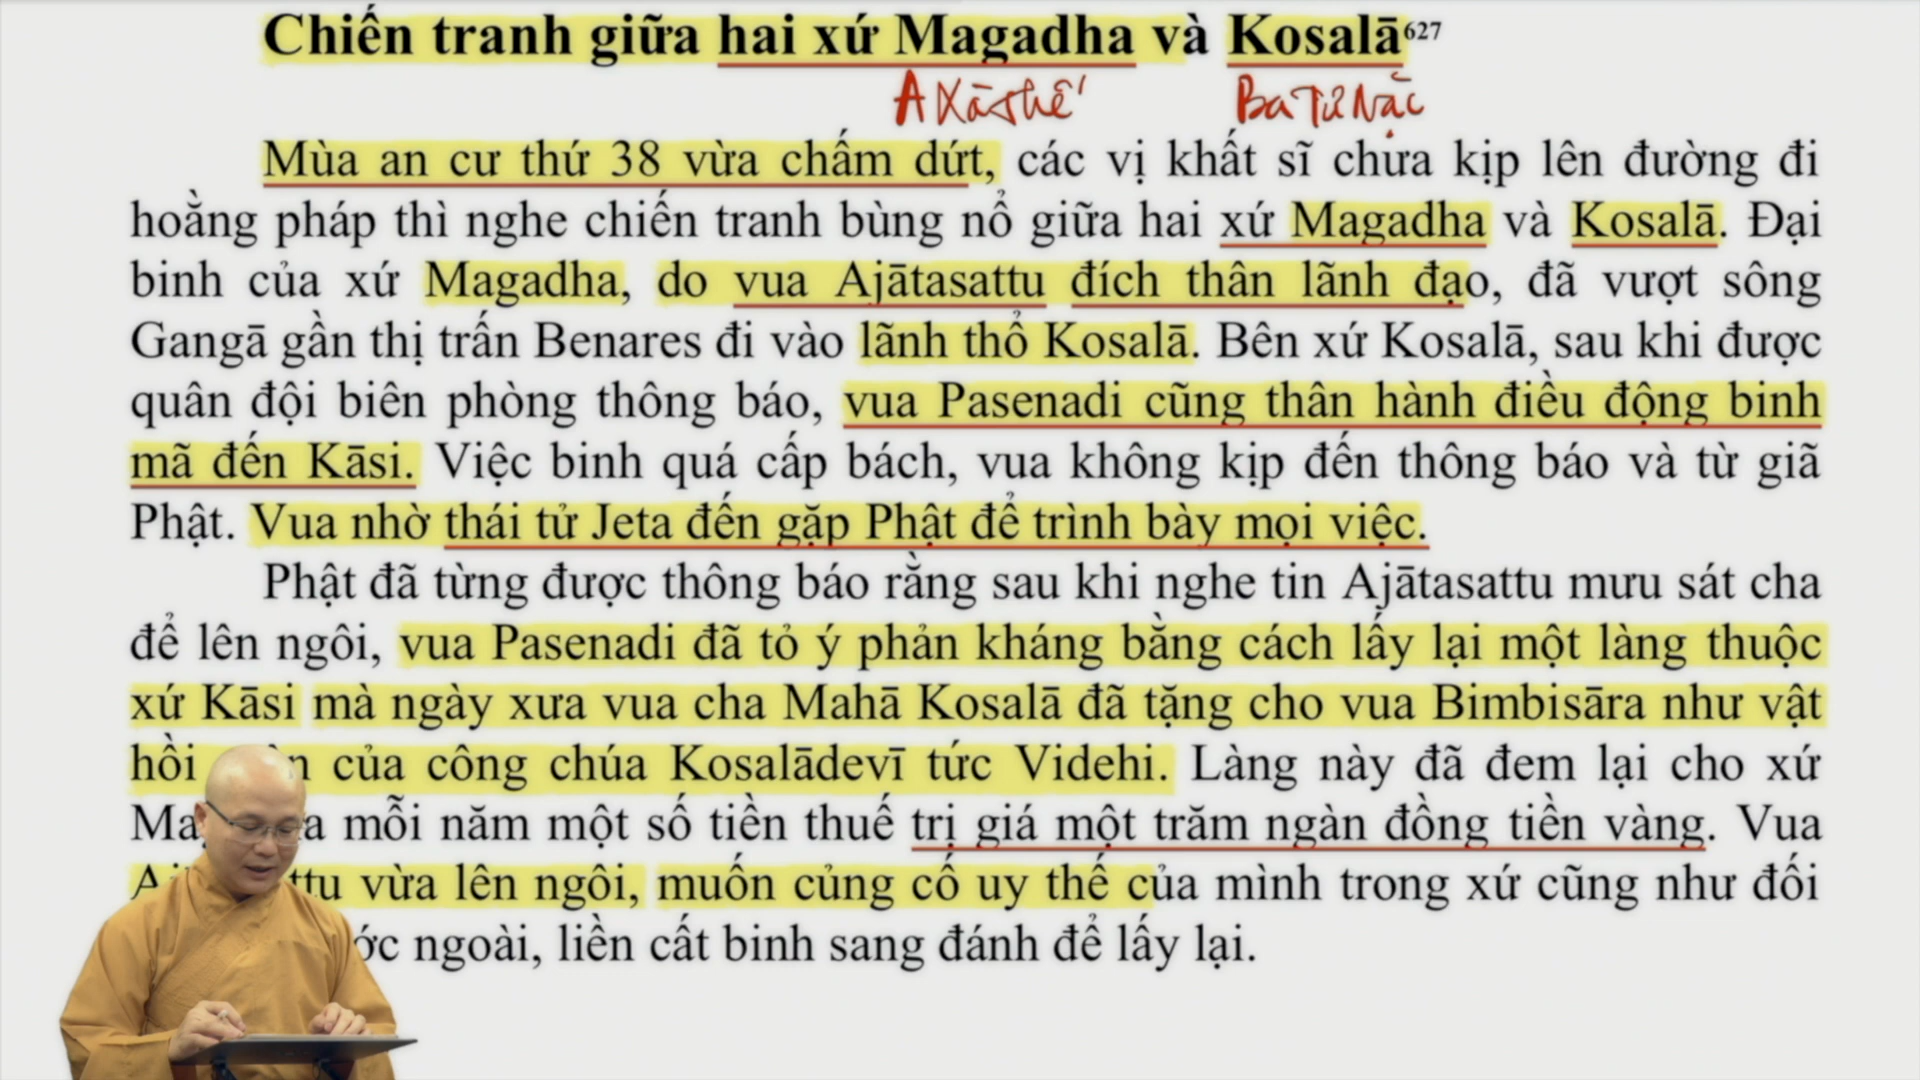 Chiến tranh giữa hai xứ Magadha và Kosalā⁶²⁷
A Xà Thế Ba Tư Nặc
Mùa an cư thứ 38 vừa chấm dứt, các vị khất sĩ chưa kịp lên đường đi
hoằng pháp thì nghe chiến tranh bùng nổ giữa hai xứ Magadha và Kosalā. Đại
binh của xứ Magadha, do vua Ajātasattu đích thân lãnh đạo, đã vượt sông
Gangā gần thị trấn Benares đi vào lãnh thổ Kosalā. Bên xứ Kosalā, sau khi được
quân đội biên phòng thông báo, vua Pasenadi cũng thân hành điều động binh
mã đến Kāsi. Việc binh quá cấp bách, vua không kịp đến thông báo và từ giã
Phật. Vua nhờ thái tử Jeta đến gặp Phật để trình bày mọi việc.
Phật đã từng được thông báo rằng sau khi nghe tin Ajātasattu mưu sát cha
để lên ngôi, vua Pasenadi đã tỏ ý phản kháng bằng cách lấy lại một làng thuộc
xứ Kāsi mà ngày xưa vua cha Mahā Kosalā đã tặng cho vua Bimbisāra như vật
hồi của công chúa Kosalādevī tức Videhi. Làng này đã đem lại cho xứ
mỗi năm một số tiền thuế trị giá một trăm ngàn đồng tiền vàng. Vua
vừa lên ngôi, muốn củng cố uy thế của mình trong xứ cũng như đối
ngoài, liền cất binh sang đánh để lấy lại.